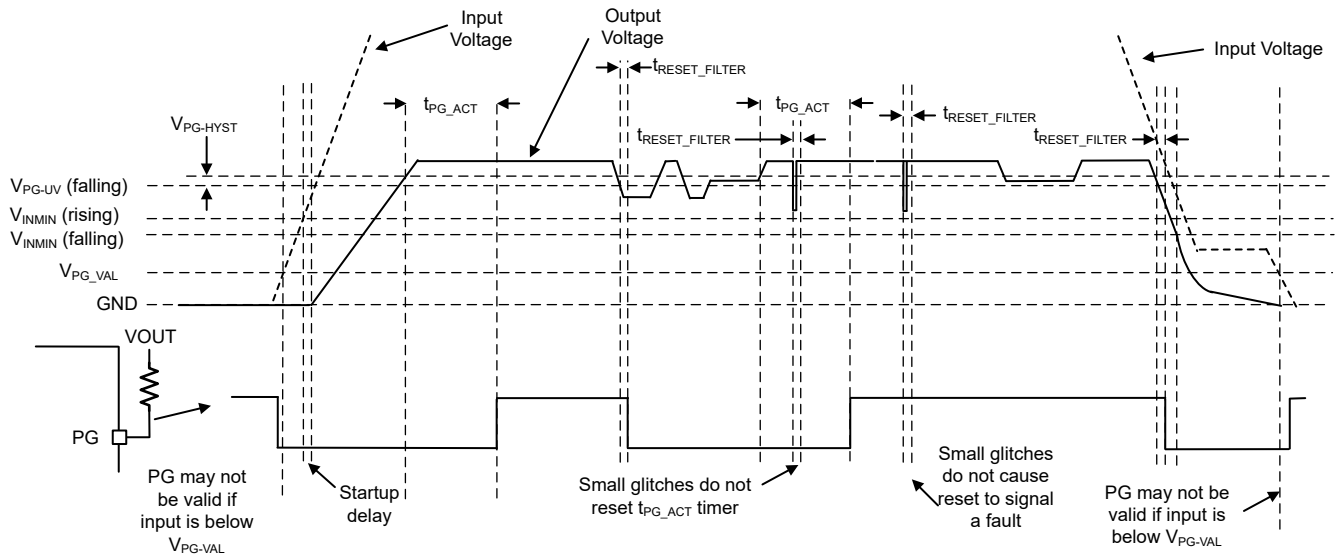 Input
Voltage
Output
Voltage
Input Voltage
tRESET_FILTER
tPG_ACT
tPG_ACT
tRESET_FILTER
tRESET_FILTER
tRESET_FILTER
VPG-HYST
VPG-UV (falling)
VINMIN (rising)
VINMIN (falling)
VPG_VAL
GND
VOUT
PG
PG may not
be valid if
input is below
VPG-VAL
Startup
delay
Small glitches do not
reset tPG_ACT timer
Small glitches
do not cause
reset to signal
a fault
PG may not be
valid if input is
below VPG-VAL